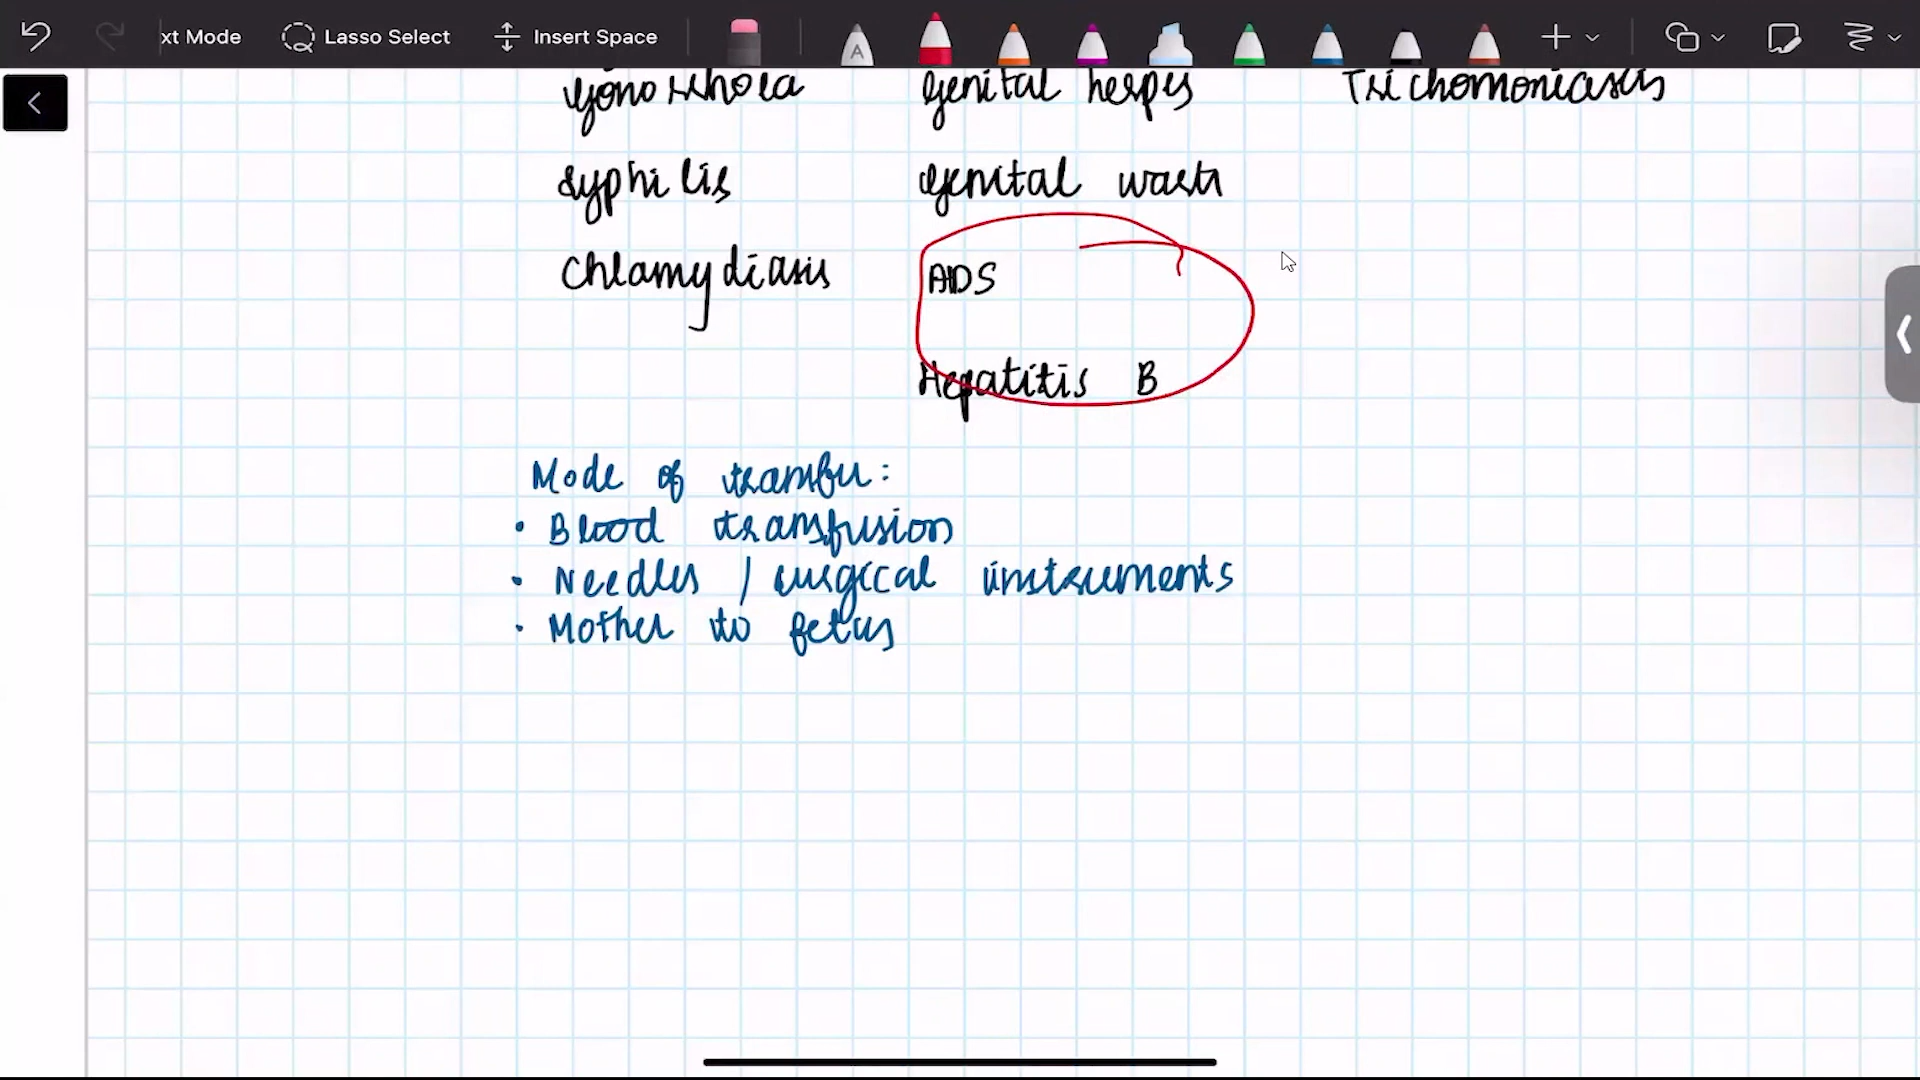 xt Mode Lasso Select Insert Space
A
Gonorrhoea Genital herpes Trichomoniasis
Syphilis Genital warts
Chlamydiasis AIDS
Hepatitis B
Mode of transfer:
• Blood transfusion
• Needles / surgical instruments
• Mother to fetus